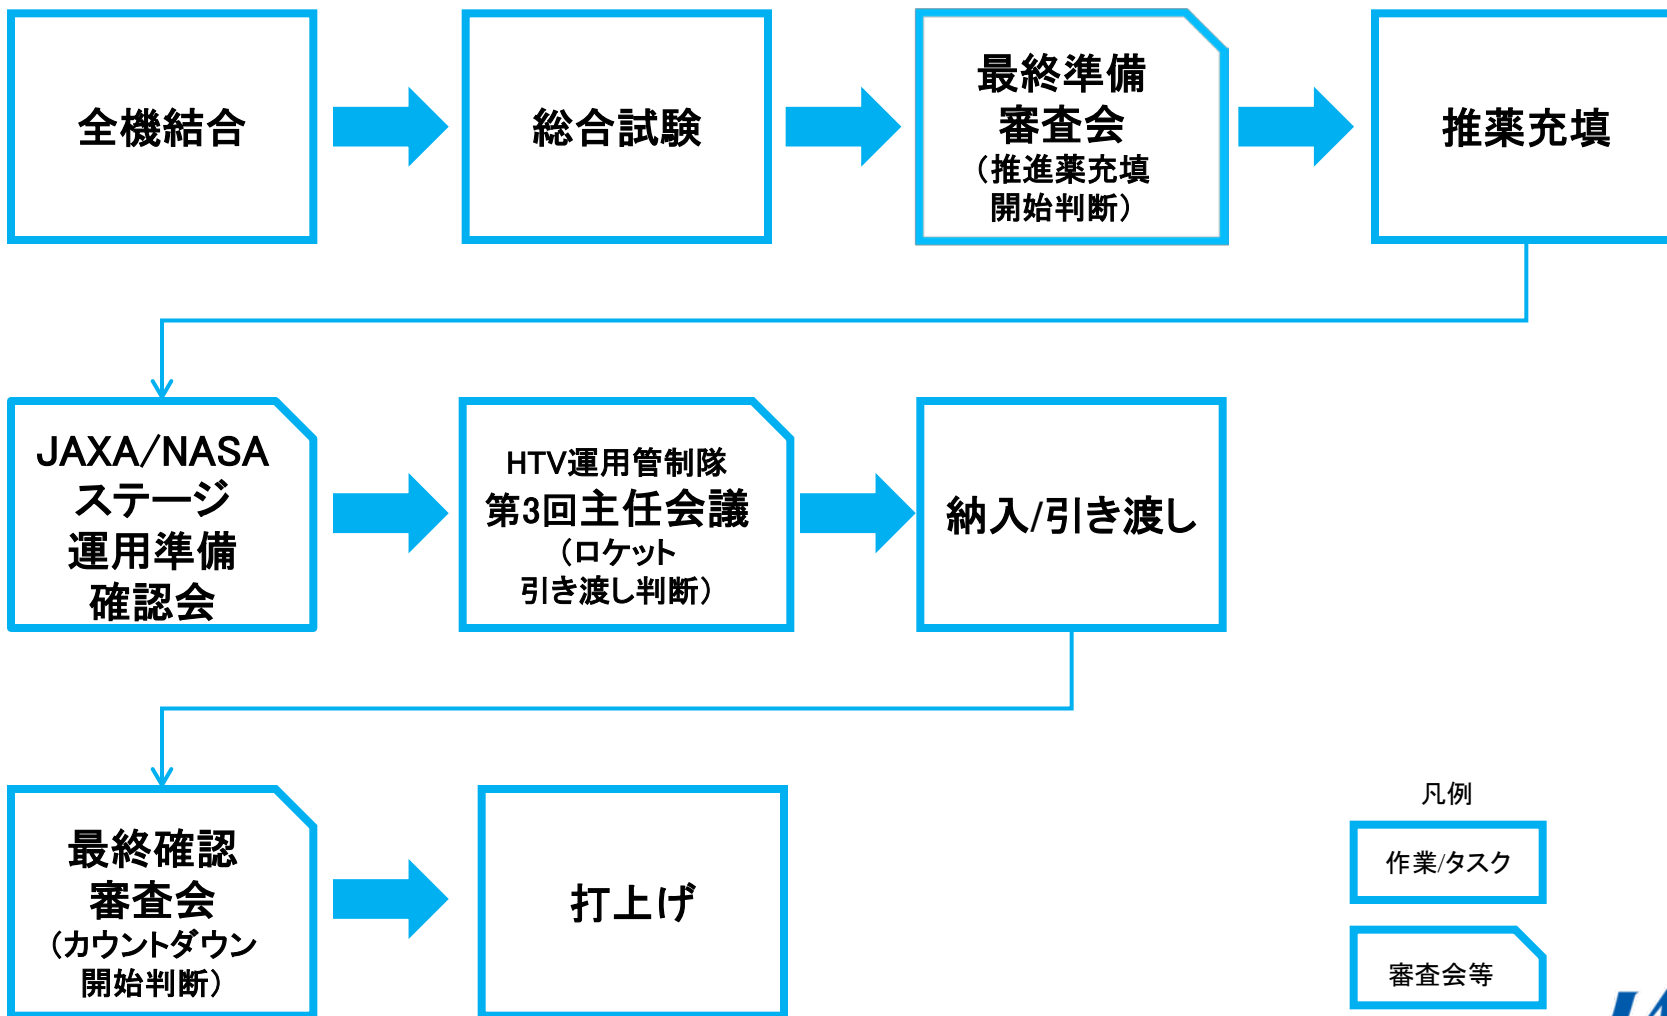 全機結合
総合試験
最終準備
審査会
（推進薬充填
開始判断）
推薬充填
JAXA/NASA
ステージ
運用準備
確認会
HTV運用管制隊
第3回主任会議
（ロケット
引き渡し判断）
納入/引き渡し
最終確認
審査会
（カウントダウン
開始判断）
打上げ
凡例
作業/タスク
審査会等